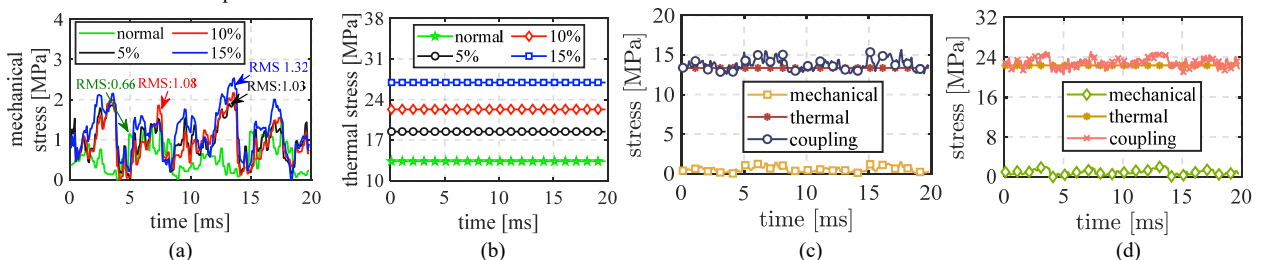 4
3
2
1
0
0 5 10 15 20
mechanical
stress [MPa]
time [ms]
normal 10%
5% 15%
RMS 1.32
RMS:0.66
RMS:1.08
RMS:1.03
(a)
38
31
24
17
10
0 5 10 15 20
thermal stress [MPa]
time [ms]
normal 10%
5% 15%
(b)
20
15
10
5
0
0 5 10 15 20
stress [MPa]
time [ms]
mechanical
thermal
coupling
(c)
32
24
16
8
0
0 5 10 15 20
stress [MPa]
time [ms]
mechanical
thermal
coupling
(d)